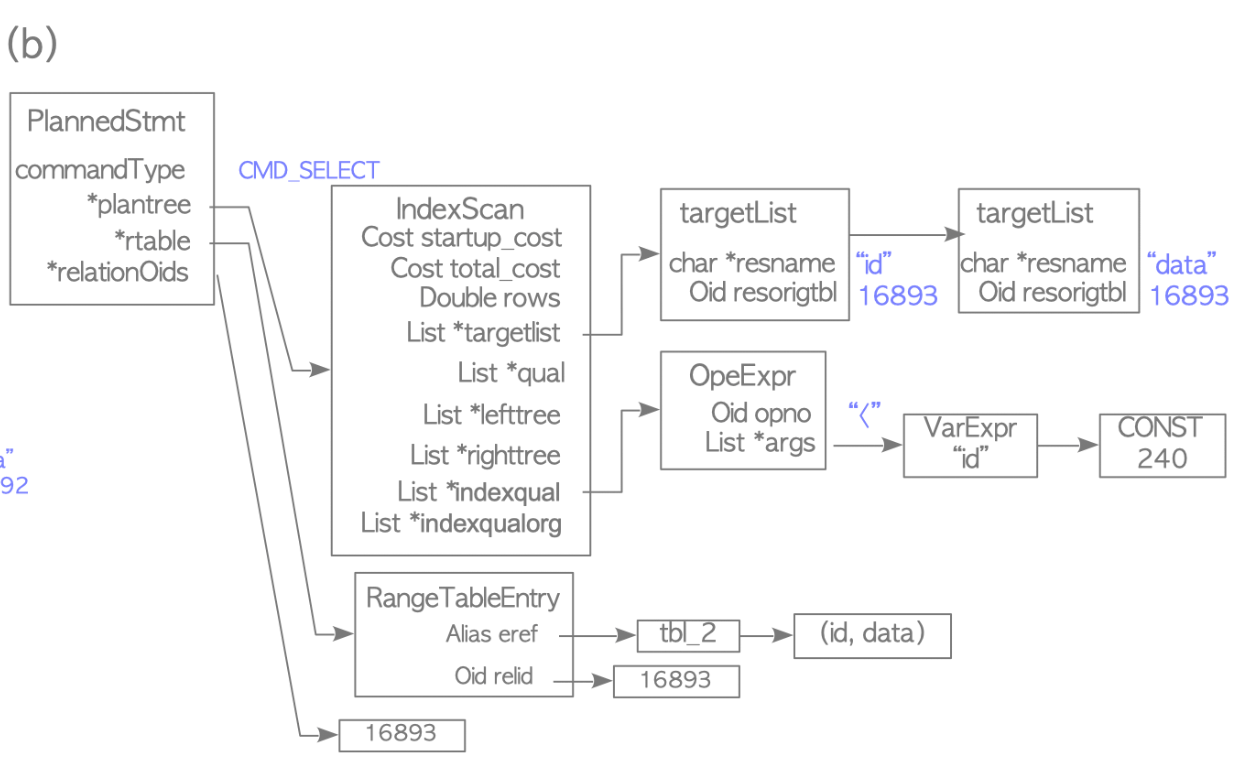 (b)
PlannedStmt
commandType
CMD_SELECT
*plantree
*rtable
*relationOids
IndexScan
Cost startup_cost
Cost total_cost
Double rows
List *targetlist
List *qual
List *lefttree
List *righttree
List *indexqual
List *indexqualorg
targetList
char *resname
Oid resorigtbl
“id”
16893
targetList
char *resname
Oid resorigtbl
“data”
16893
OpeExpr
Oid opno
List *args
“〈”
VarExpr
“id”
CONST
240
a”
92
RangeTableEntry
Alias eref
Oid relid
tbl_2
(id, data)
16893
16893